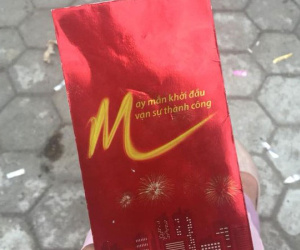 May mắn khởi đầu
vạn sự thành công